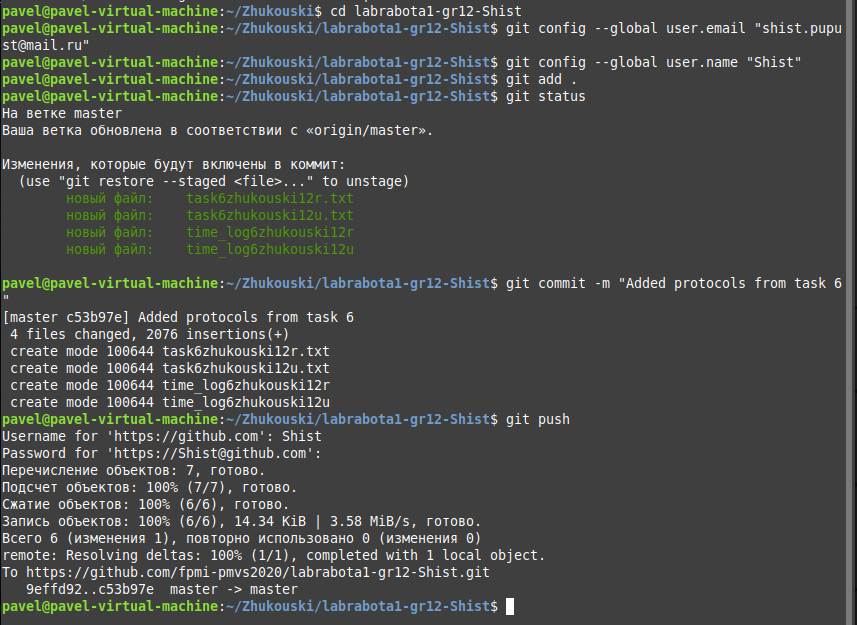 pavel@pavel-virtual-machine:~/Zhukouski$ cd labrabota1-gr12-Shist
pavel@pavel-virtual-machine:~/Zhukouski/labrabota1-gr12-Shist$ git config --global user.email "shist.pupu
st@mail.ru"
pavel@pavel-virtual-machine:~/Zhukouski/labrabota1-gr12-Shist$ git config --global user.name "Shist"
pavel@pavel-virtual-machine:~/Zhukouski/labrabota1-gr12-Shist$ git add .
pavel@pavel-virtual-machine:~/Zhukouski/labrabota1-gr12-Shist$ git status
На ветке master
Ваша ветка обновлена в соответствии с «origin/master».

Изменения, которые будут включены в коммит:
  (use "git restore --staged <file>..." to unstage)
        новый файл:    task6zhukouski12r.txt
        новый файл:    task6zhukouski12u.txt
        новый файл:    time_log6zhukouski12r
        новый файл:    time_log6zhukouski12u

pavel@pavel-virtual-machine:~/Zhukouski/labrabota1-gr12-Shist$ git commit -m "Added protocols from task 6
"
[master c53b97e] Added protocols from task 6
 4 files changed, 2076 insertions(+)
 create mode 100644 task6zhukouski12r.txt
 create mode 100644 task6zhukouski12u.txt
 create mode 100644 time_log6zhukouski12r
 create mode 100644 time_log6zhukouski12u
pavel@pavel-virtual-machine:~/Zhukouski/labrabota1-gr12-Shist$ git push
Username for 'https://github.com': Shist
Password for 'https://Shist@github.com':
Перечисление объектов: 7, готово.
Подсчет объектов: 100% (7/7), готово.
Сжатие объектов: 100% (6/6), готово.
Запись объектов: 100% (6/6), 14.34 KiB | 3.58 MiB/s, готово.
Всего 6 (изменения 1), повторно использовано 0 (изменения 0)
remote: Resolving deltas: 100% (1/1), completed with 1 local object.
To https://github.com/fpmi-pmvs2020/labrabota1-gr12-Shist.git
   9effd92..c53b97e  master -> master
pavel@pavel-virtual-machine:~/Zhukouski/labrabota1-gr12-Shist$